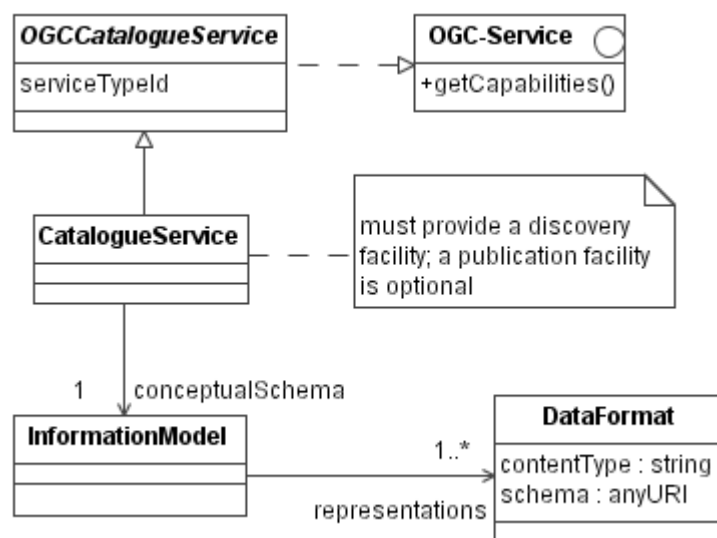 OGCCatalogueService
serviceTypeId
OGC-Service
+getCapabilities()
CatalogueService
must provide a discovery
facility; a publication facility
is optional
1
conceptualSchema
InformationModel
1..*
representations
DataFormat
contentType : string
schema : anyURI